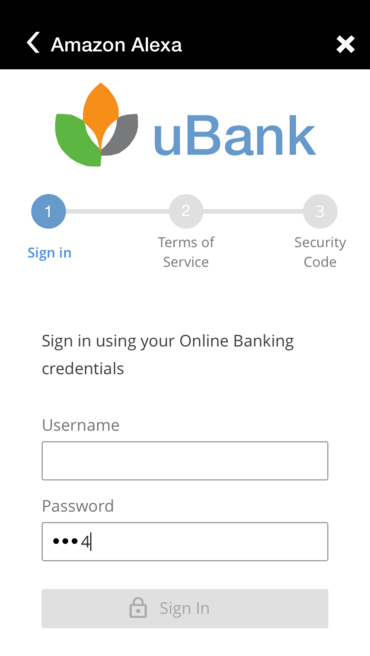 Amazon Alexa
uBank
1 2 3
Sign in Terms of Service Security Code
Sign in using your Online Banking
credentials
Username
Password
•••4
Sign In